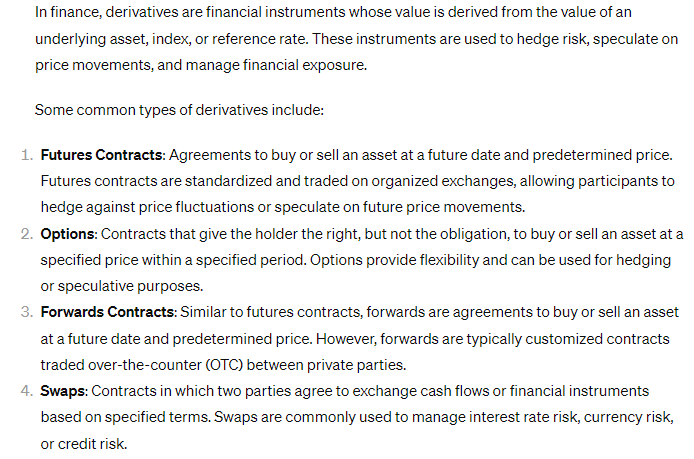 In finance, derivatives are financial instruments whose value is derived from the value of an
underlying asset, index, or reference rate. These instruments are used to hedge risk, speculate on
price movements, and manage financial exposure.
Some common types of derivatives include:
1. Futures Contracts: Agreements to buy or sell an asset at a future date and predetermined price.
Futures contracts are standardized and traded on organized exchanges, allowing participants to
hedge against price fluctuations or speculate on future price movements.
2. Options: Contracts that give the holder the right, but not the obligation, to buy or sell an asset at a
specified price within a specified period. Options provide flexibility and can be used for hedging
or speculative purposes.
3. Forwards Contracts: Similar to futures contracts, forwards are agreements to buy or sell an asset
at a future date and predetermined price. However, forwards are typically customized contracts
traded over-the-counter (OTC) between private parties.
4. Swaps: Contracts in which two parties agree to exchange cash flows or financial instruments
based on specified terms. Swaps are commonly used to manage interest rate risk, currency risk,
or credit risk.